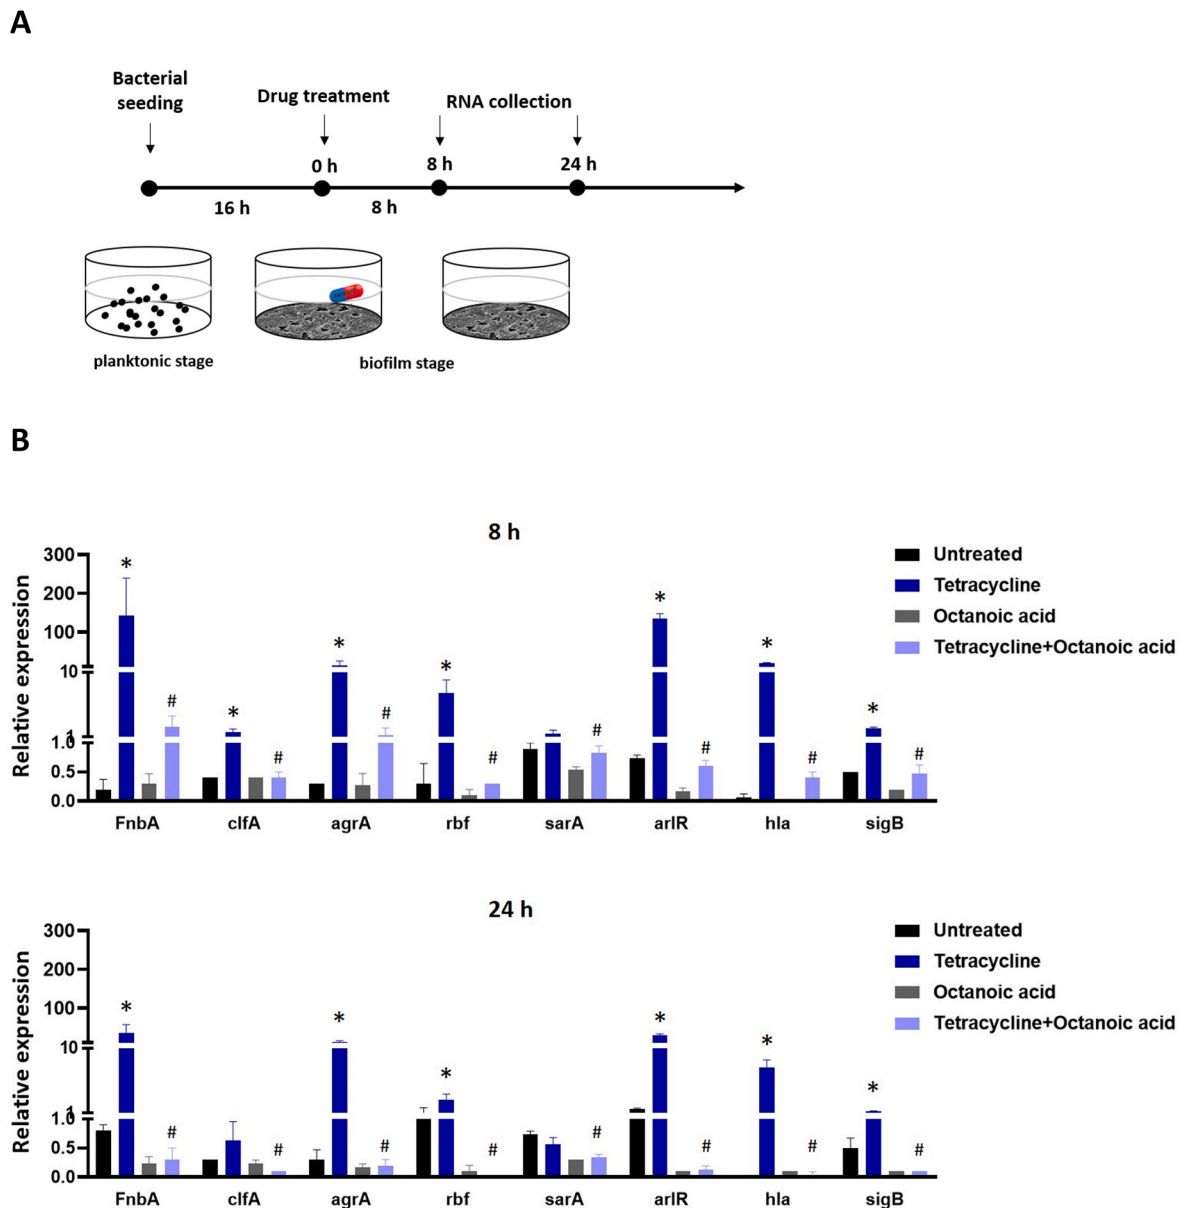 A
Bacterial
seeding
Drug treatment
RNA collection
0 h
8 h
24 h
16 h
8 h
planktonic stage
biofilm stage
B
8 h
Relative expression
300
200
100
10
1
1.0
0.5
0.0
* # * # * # * # # * # * # * #
FnbA clfA agrA rbf sarA arlR hla sigB
Untreated
Tetracycline
Octanoic acid
Tetracycline+Octanoic acid
24 h
Relative expression
300
200
100
10
1
1.0
0.5
0.0
* # # * # * # # * # * # * #
FnbA clfA agrA rbf sarA arlR hla sigB
Untreated
Tetracycline
Octanoic acid
Tetracycline+Octanoic acid